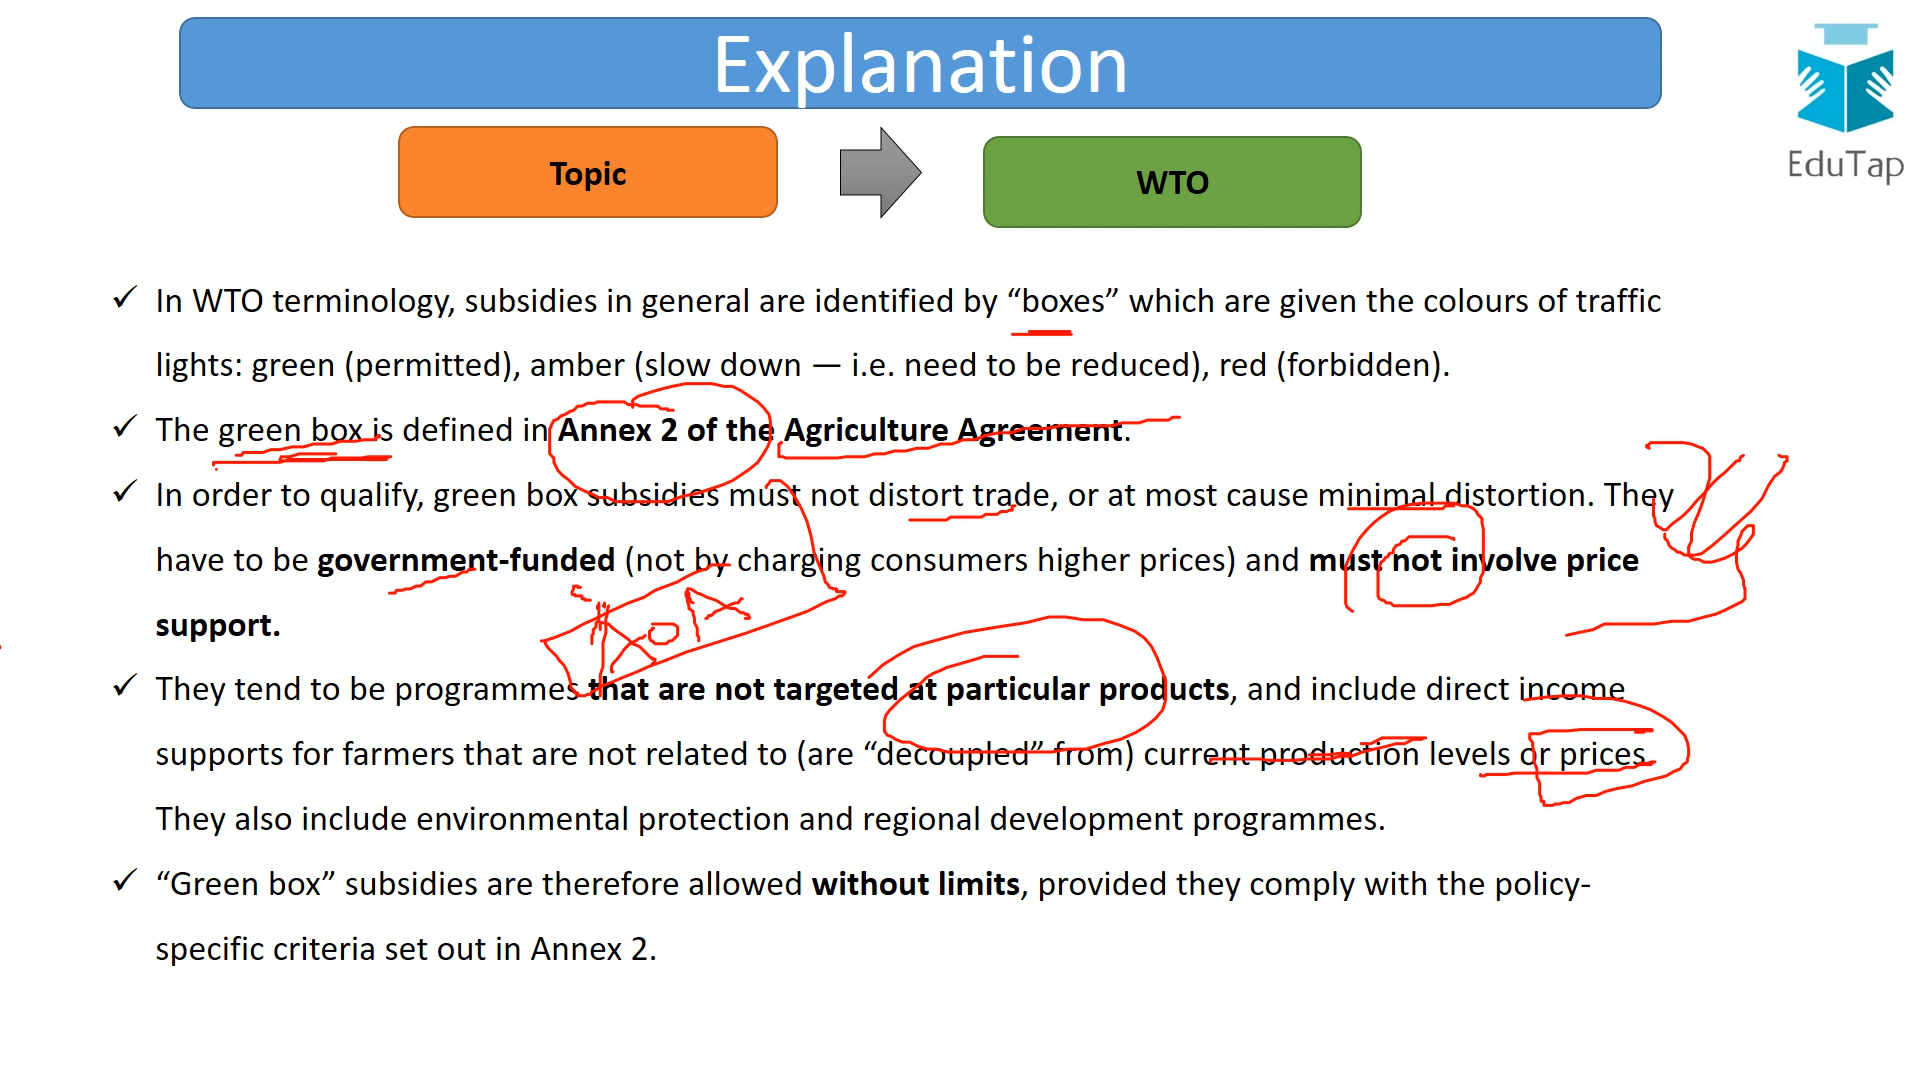 Explanation
EduTap
Topic
WTO
✓ In WTO terminology, subsidies in general are identified by “boxes” which are given the colours of traffic
lights: green (permitted), amber (slow down — i.e. need to be reduced), red (forbidden).
✓ The green box is defined in Annex 2 of the Agriculture Agreement.
✓ In order to qualify, green box subsidies must not distort trade, or at most cause minimal distortion. They
have to be government-funded (not by charging consumers higher prices) and must not involve price
support.
✓ They tend to be programmes that are not targeted at particular products, and include direct income
supports for farmers that are not related to (are “decoupled” from) current production levels or prices.
They also include environmental protection and regional development programmes.
✓ “Green box” subsidies are therefore allowed without limits, provided they comply with the policy-
specific criteria set out in Annex 2.